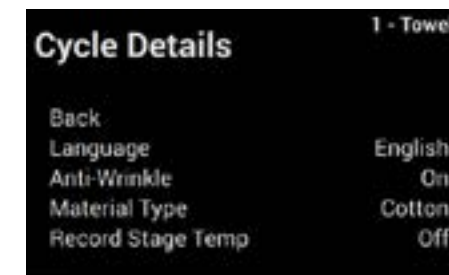 Cycle Details
1 - Towe
Back
Language English
Anti-Wrinkle On
Material Type Cotton
Record Stage Temp Off